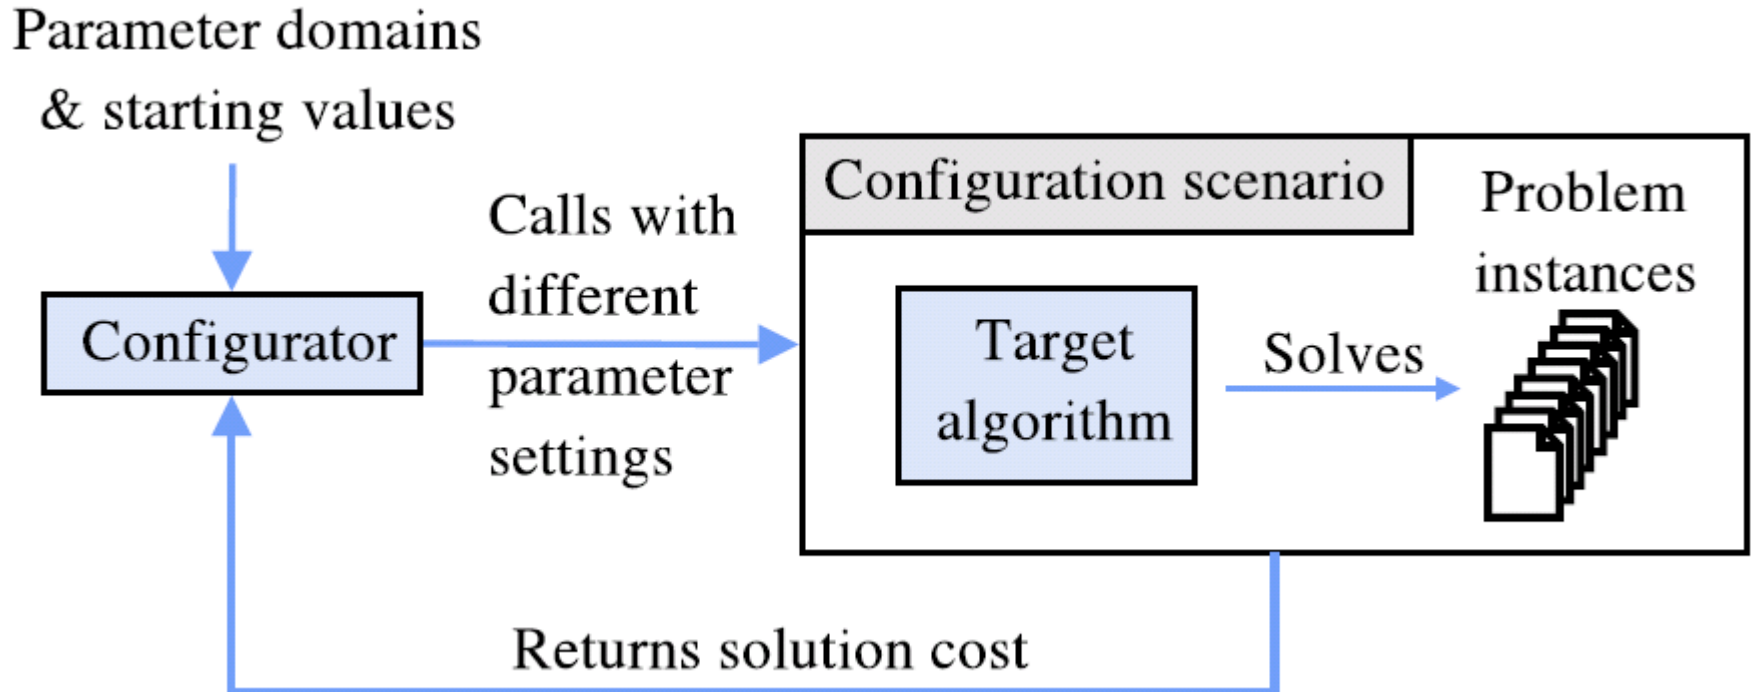 Parameter domains
& starting values
Configurator
Calls with
different
parameter
settings
Configuration scenario
Target
algorithm
Solves
Problem
instances
Returns solution cost